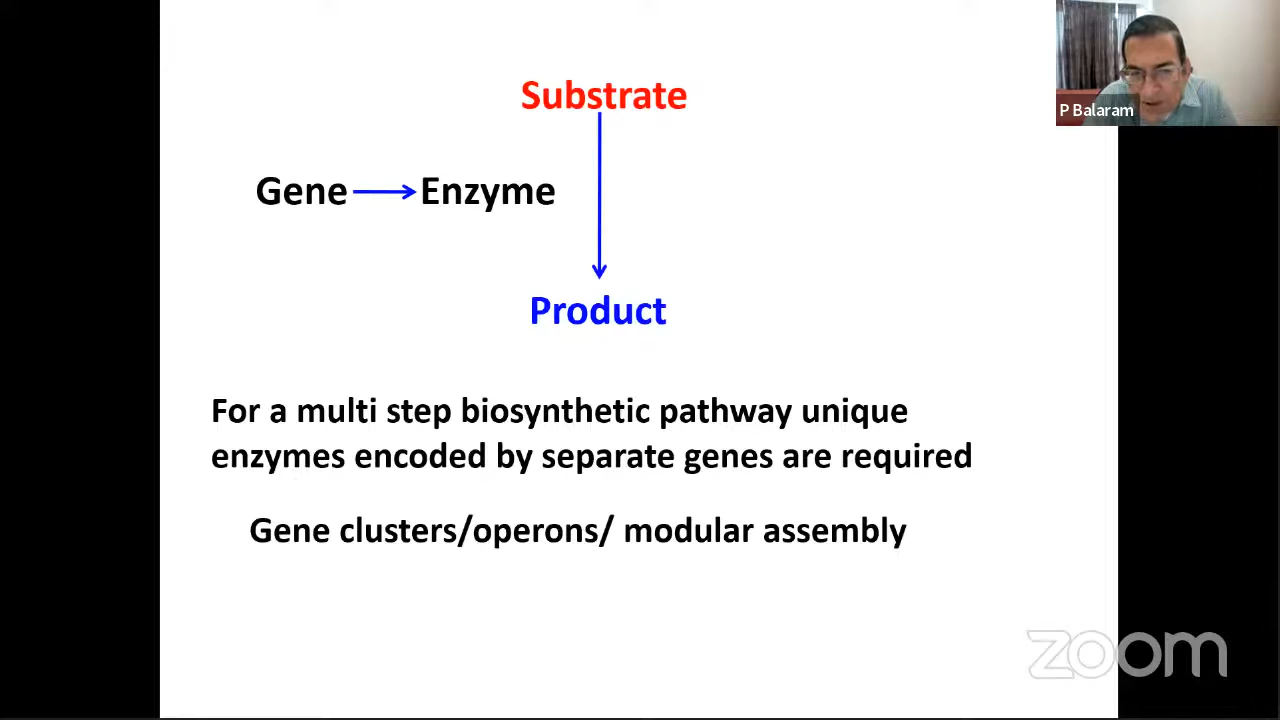 Substrate
P Balaram
Gene Enzyme
Product
For a multi step biosynthetic pathway unique
enzymes encoded by separate genes are required
Gene clusters/operons/ modular assembly
zoom